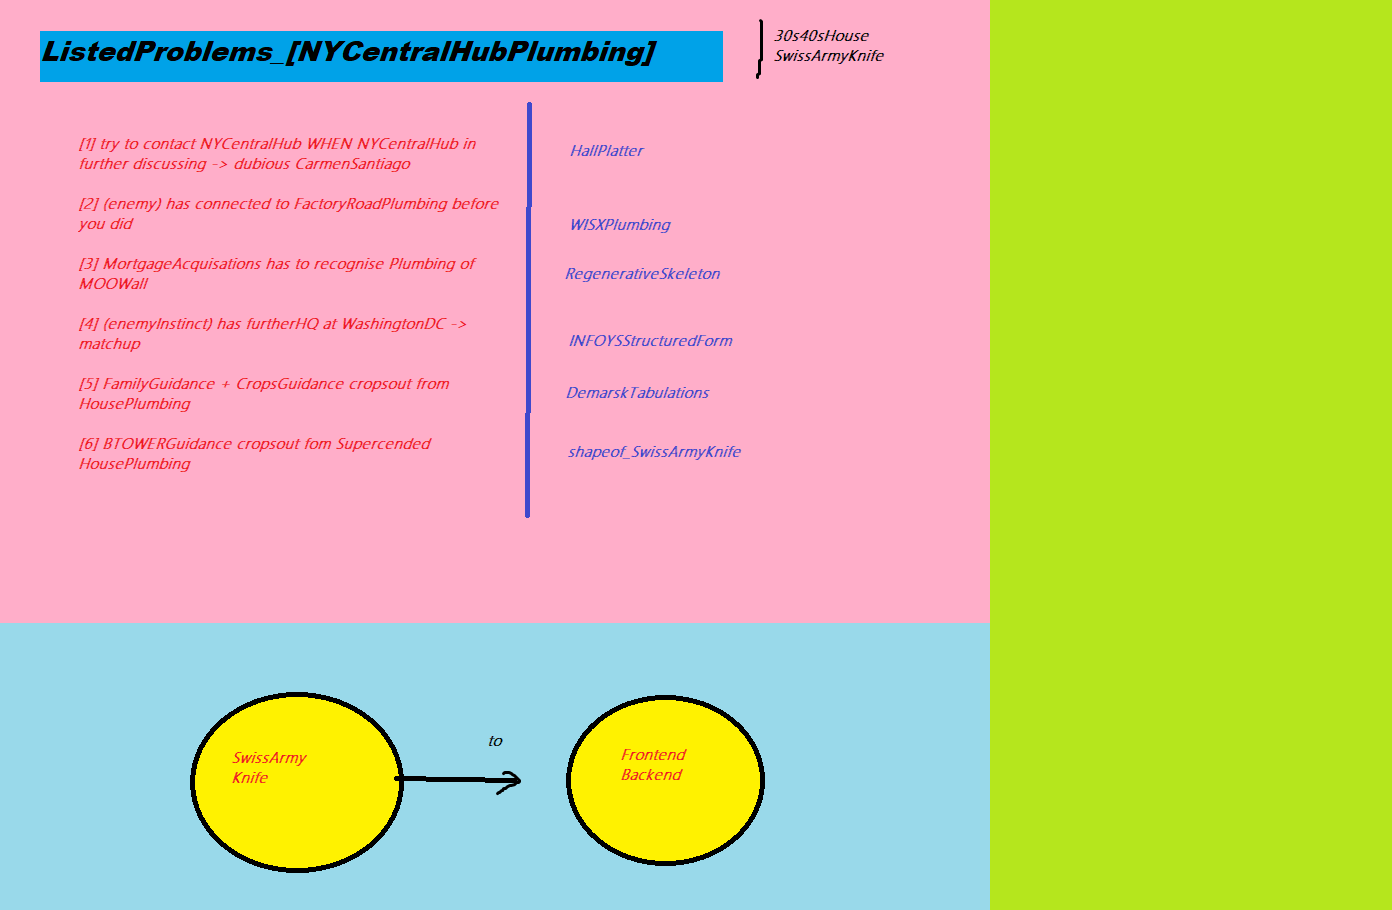 ListedProblems_[NYCentralHubPlumbing]
30s40sHouse
SwissArmyKnife
[1] try to contact NYCentralHub WHEN NYCentralHub in
further discussing -> dubious CarmenSantiago
[2] (enemy) has connected to FactoryRoadPlumbing before
you did
[3] MortgageAcquisations has to recognise Plumbing of
MOOWall
[4] (enemyInstinct) has furtherHQ at WashingtonDC ->
matchup
[5] FamilyGuidance + CropsGuidance cropsout from
HousePlumbing
[6] BTOWERGuidance cropsout fom Supercended
HousePlumbing
HallPlatter
WISXPlumbing
RegenerativeSkeleton
INFOYSStructuredForm
DemarskTabulations
shapeof_SwissArmyKnife
SwissArmy
Knife
to
Frontend
Backend